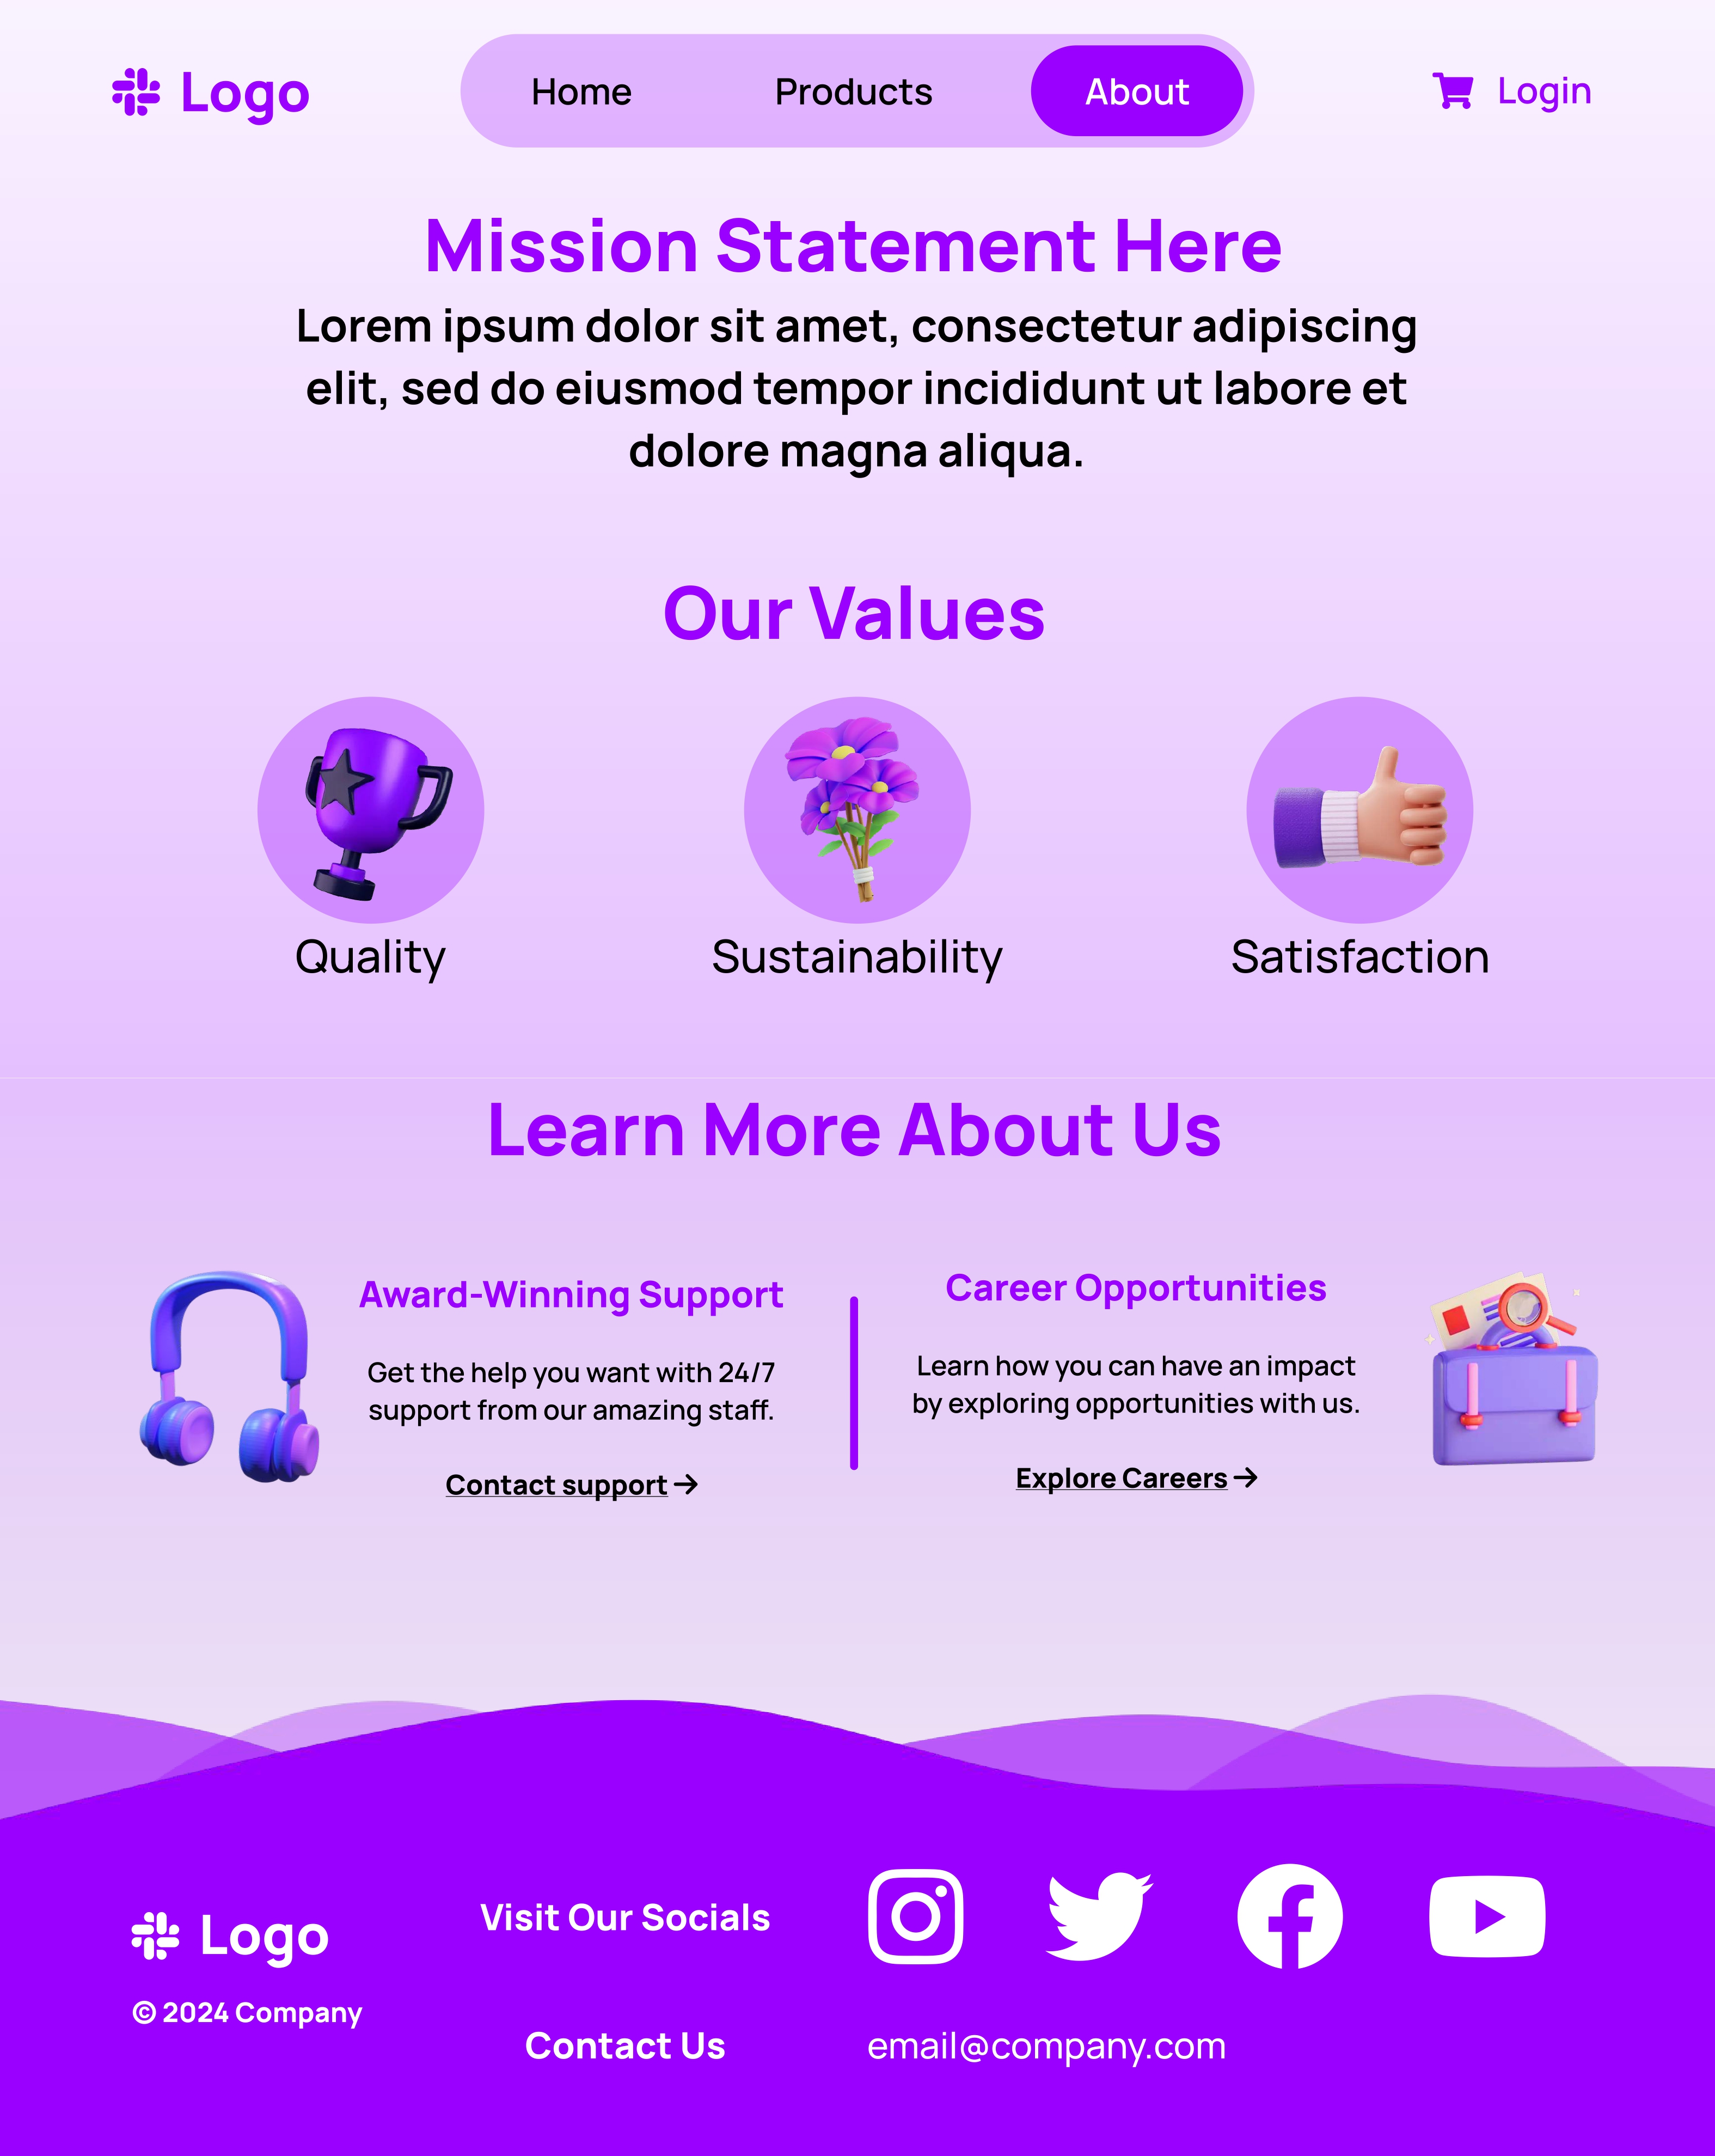 Logo
Home
Products
About
Login
Mission Statement Here
Lorem ipsum dolor sit amet, consectetur adipiscing
elit, sed do eiusmod tempor incididunt ut labore et
dolore magna aliqua.
Our Values
Quality
Sustainability
Satisfaction
Learn More About Us
Award-Winning Support
Get the help you want with 24/7
support from our amazing staff.
Contact support →
Career Opportunities
Learn how you can have an impact
by exploring opportunities with us.
Explore Careers →
Logo
© 2024 Company
Visit Our Socials
Contact Us
email@company.com